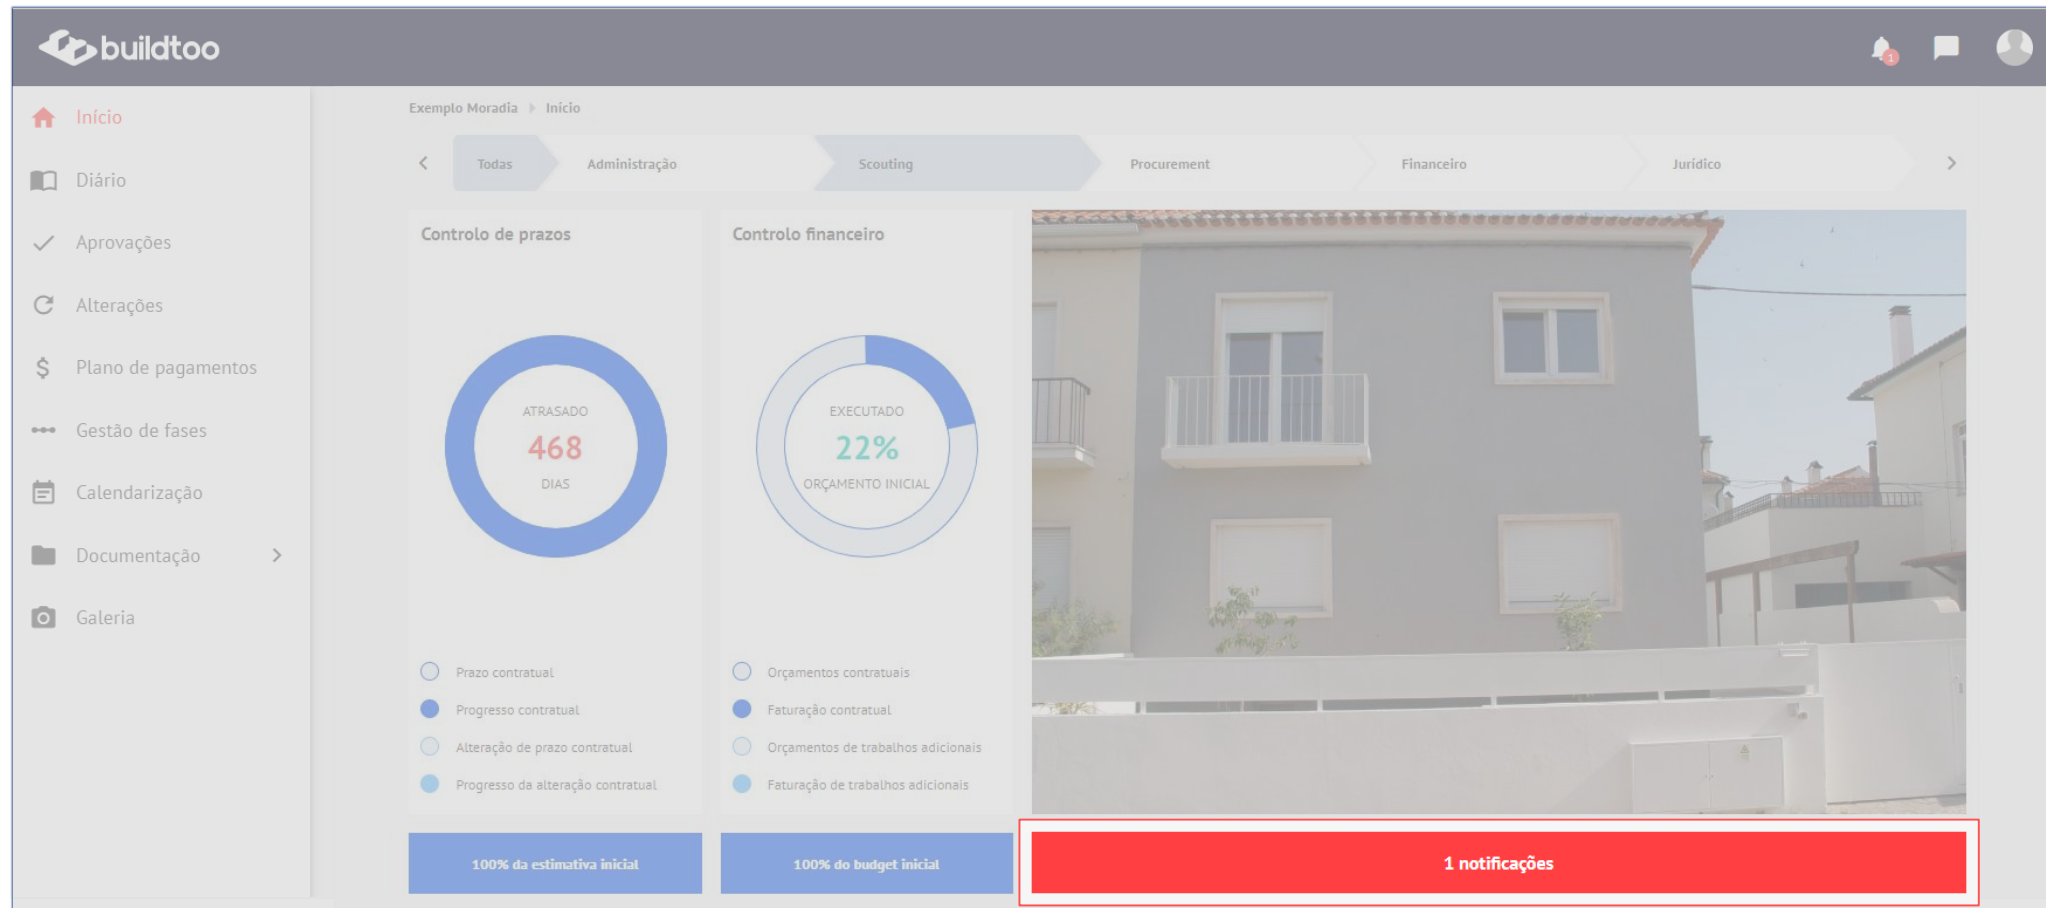 buildtoo
1
Início
Diário
Aprovações
Alterações
Plano de pagamentos
Gestão de fases
Calendarização
Documentação
Galeria
Exemplo Moradia Início
Todas Administração Scouting Procurement Financeiro Jurídico
Controlo de prazos
ATRASADO
468
DIAS
Prazo contratual
Progresso contratual
Alteração de prazo contratual
Progresso da alteração contratual
100% da estimativa inicial
Controlo financeiro
EXECUTADO
22%
ORÇAMENTO INICIAL
Orçamentos contratuais
Faturação contratual
Orçamentos de trabalhos adicionais
Faturação de trabalhos adicionais
100% do budget inicial
1 notificações